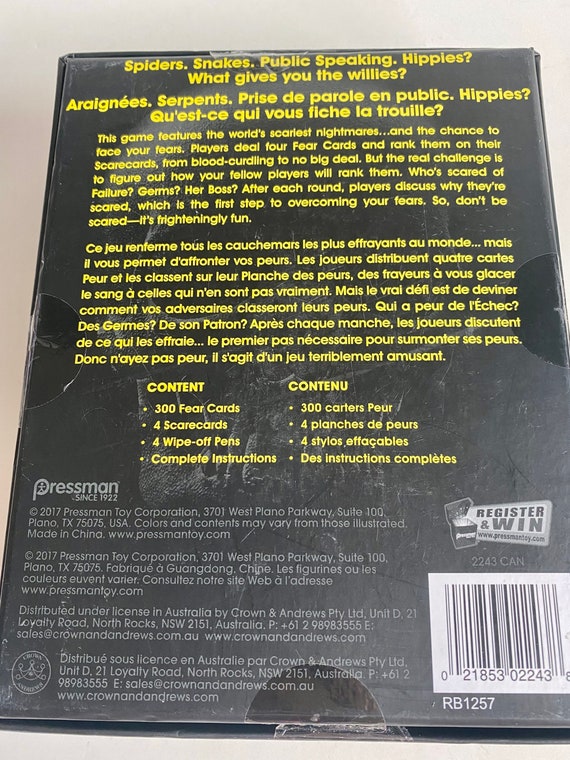 Spiders. Snakes. Public Speaking. Hippies?
What gives you the willies?
Araignées. Serpents. Prise de parole en public. Hippies?
Qu'est-ce qui vous fiche la trouille?
This game features the world's scariest nightmares...and the chance to
face your fears. Players deal four Fear Cards and rank them on their
Scarecards, from blood-curdling to no big deal. But the real challenge is
to figure out how your fellow players will rank them. Who's scared of
Failure? Germs? Her Boss? After each round, players discuss why they're
scared, which is the first step to overcoming your fears. So, don't be
scared—it's frighteningly fun.
Ce jeu renferme tous les cauchemars les plus effrayants au monde... mais
il vous permet d'affronter vos peurs. Les joueurs distribuent quatre cartes
Peur et les classent sur leur Planche des peurs, des frayeurs à vous glacer
le sang à celles qui n'en sont pas vraiment. Mais le vrai défi est de deviner
comment vos adversaires classeront leurs peurs. Qui a peur de l'Échec?
Des Germes? De son Patron? Après chaque manche, les joueurs discutent
de ce qui les effraie... le premier pas nécessaire pour surmonter ses peurs.
Donc n'ayez pas peur, il s'agit d'un jeu terriblement amusant.
CONTENT
• 300 Fear Cards
• 4 Scarecards
• 4 Wipe-off Pens
• Complete Instructions
CONTENU
• 300 carters Peur
• 4 planches de peurs
• 4 stylos effaçables
• Des instructions complètes
Pressman
SINCE 1922
© 2017 Pressman Toy Corporation, 3701 West Plano Parkway, Suite 100,
Plano, TX 75075, USA. Colors and contents may vary from those illustrated.
Made in China. www.pressmantoy.com
© 2017 Pressman Toy Corporation, 3701 West Plano Parkway, Suite 100,
Plano, TX 75075. Fabriqué à Guangdong, Chine. Les figurines ou les
couleurs euvent varier. Consultez notre site Web à l'adresse
www.pressmantoy.com
Distributed under license in Australia by Crown & Andrews Pty Ltd, Unit D, 21
Loyalty Road, North Rocks, NSW 2151, Australia. P: +61 2 98983555 E:
sales@crownandrews.com.au www.crownandandrews.com
CROWN & ANDREWS
Distribué sous licence en Australie par Crown & Andrews Pty Ltd,
Unit D, 21 Loyalty Road, North Rocks, NSW 2151, Australia. P: +61 2
98983555 E: sales@crownandandrews.com.au
www.crownandandrews.com
REGISTER
& WIN
www.pressmantoy.com
2243 CAN
0 21853 02243 8
RB1257